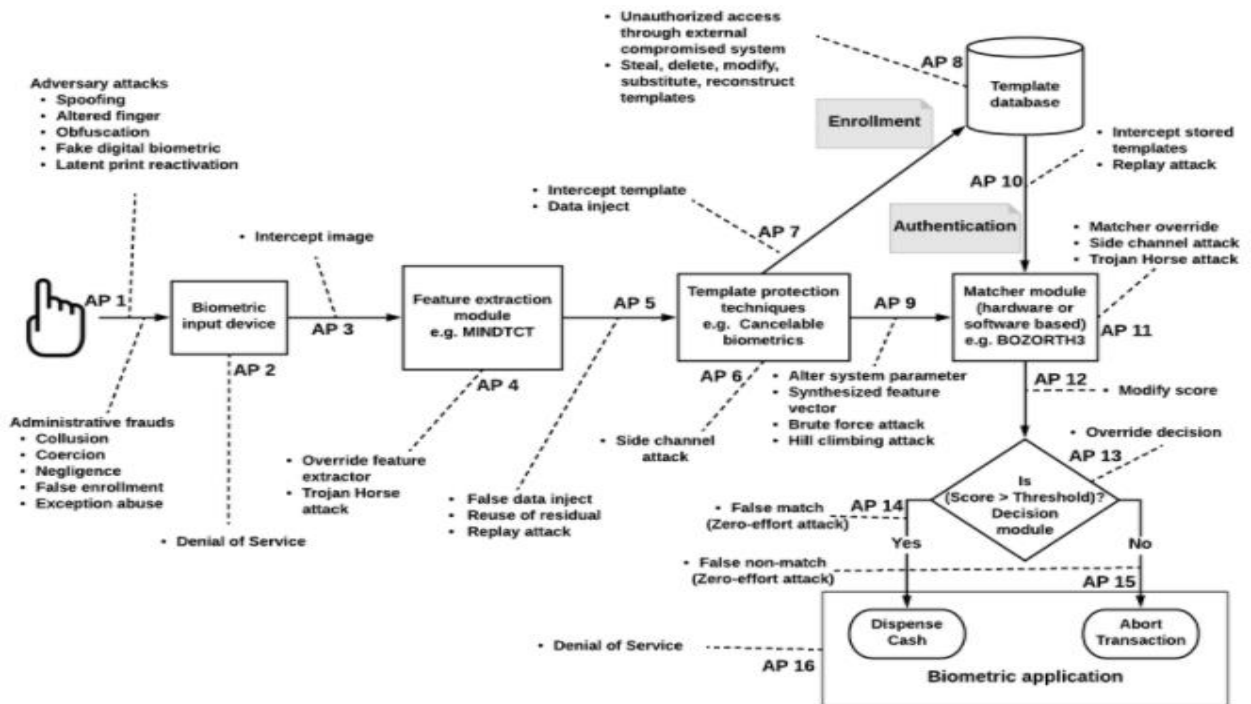 • Unauthorized access
through external
compromised system
• Steal, delete, modify,
substitute, reconstruct
templates
AP 8
Template
database
Adversary attacks
• Spoofing
• Altered finger
• Obfuscation
• Fake digital biometric
• Latent print reactivation
Enrollment
• Intercept stored
templates
• Replay attack
AP 10
• Intercept template
• Data inject
AP 7
Authentication
• Matcher override
• Side channel attack
• Trojan Horse attack
• Intercept image
AP 1
Biometric
input device
AP 3
Feature extraction
module
e.g. MINDTCT
AP 5
Template protection
techniques
e.g. Cancelable
biometrics
AP 9
Matcher module
(hardware or
software based)
e.g. BOZORTH3
AP 11
AP 2
AP 4
AP 6
• Alter system parameter
• Synthesized feature
vector
• Brute force attack
• Hill climbing attack
AP 12
• Modify score
Administrative frauds
• Collusion
• Coercion
• Negligence
• False enrollment
• Exception abuse
• Side channel
attack
• Override decision
AP 13
• Override feature
extractor
• Trojan Horse
attack
• False data inject
• Reuse of residual
• Replay attack
Is
(Score > Threshold)?
Decision
module
AP 14
• False match
(Zero-effort attack)
Yes
No
• Denial of Service
• False non-match
(Zero-effort attack)
AP 15
Dispense
Cash
Abort
Transaction
• Denial of Service
AP 16
Biometric application